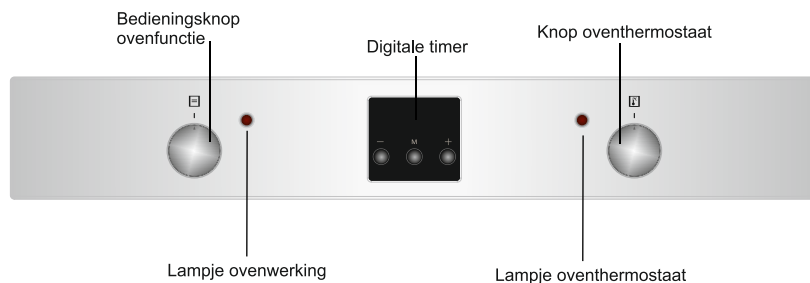 Bedieningsknop
ovenfunctie
Digitale timer
Knop oventhermostaat
− M +
Lampje ovenwerking
Lampje oventhermostaat